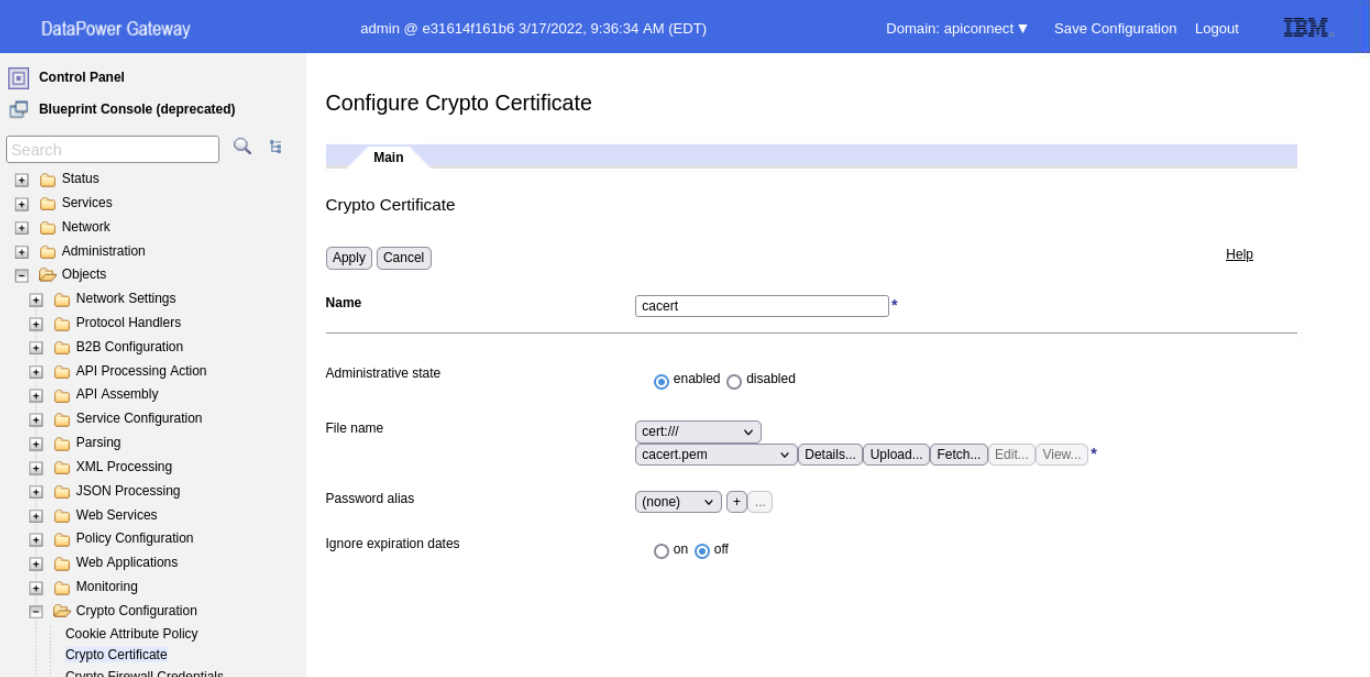 DataPower Gateway
admin @ e31614f161b6 3/17/2022, 9:36:34 AM (EDT)
Domain: apiconnect ▼
Save Configuration
Logout
IBM
Control Panel
Blueprint Console (deprecated)
Search
Status
Services
Network
Administration
Objects
Network Settings
Protocol Handlers
B2B Configuration
API Processing Action
API Assembly
Service Configuration
Parsing
XML Processing
JSON Processing
Web Services
Policy Configuration
Web Applications
Monitoring
Crypto Configuration
Cookie Attribute Policy
Crypto Certificate
Crypto Firewall Credentials
Configure Crypto Certificate
Main
Crypto Certificate
Apply Cancel
Help
Name cacert *
Administrative state enabled disabled
File name cert:///
cacert.pem Details... Upload... Fetch... Edit... View... *
Password alias (none) + ...
Ignore expiration dates on off